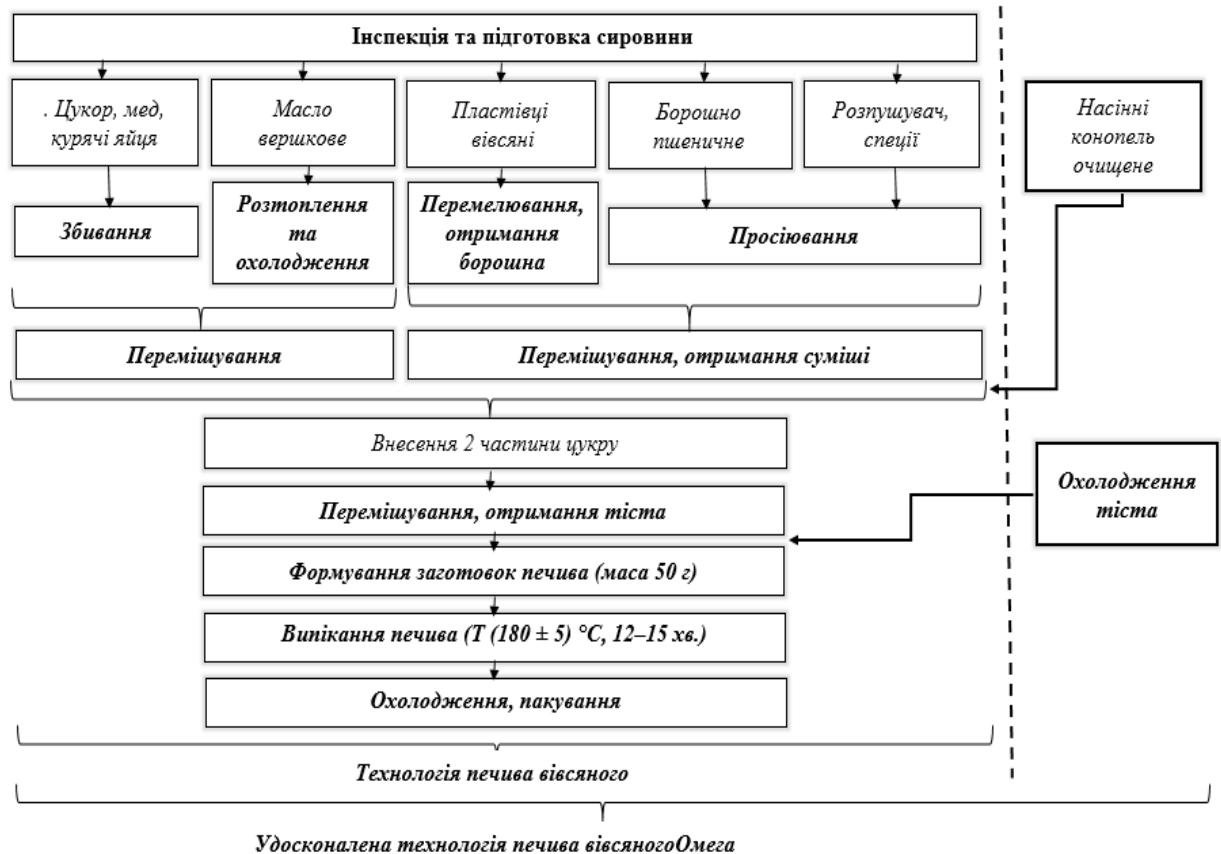 Інспекція та підготовка сировини
. Цукор, мед,
курячі яйця
Масло
вершкове
Пластівці
вівсяні
Борошно
пшеничне
Розпушувач,
спеції
Насінні
конопель
очищене
Збивання
Розтоплення
та
охолодження
Перемелювання,
отримання
борошна
Просіювання
Перемішування
Перемішування, отримання суміші
Внесення 2 частини цукру
Перемішування, отримання тіста
Охолодження
тіста
Формування заготовок печива (маса 50 г)
Випікання печива (Т (180 ± 5) °С, 12–15 хв.)
Охолодження, пакування
Технологія печива вівсяного
Удосконалена технологія печива вівсяногоОмега